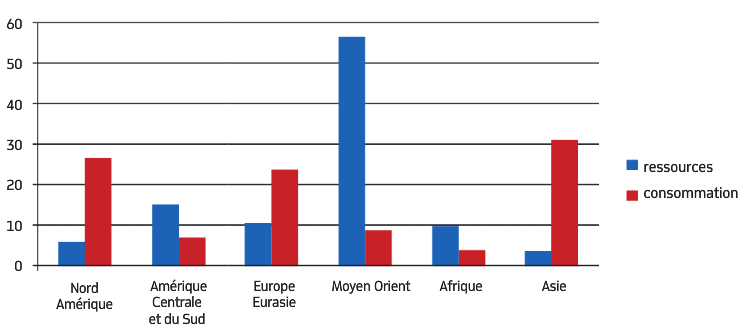 60
50
40
30
20
10
0
Nord
Amérique
Amérique
Centrale
et du Sud
Europe
Eurasie
Moyen Orient
Afrique
Asie
ressources
consommation